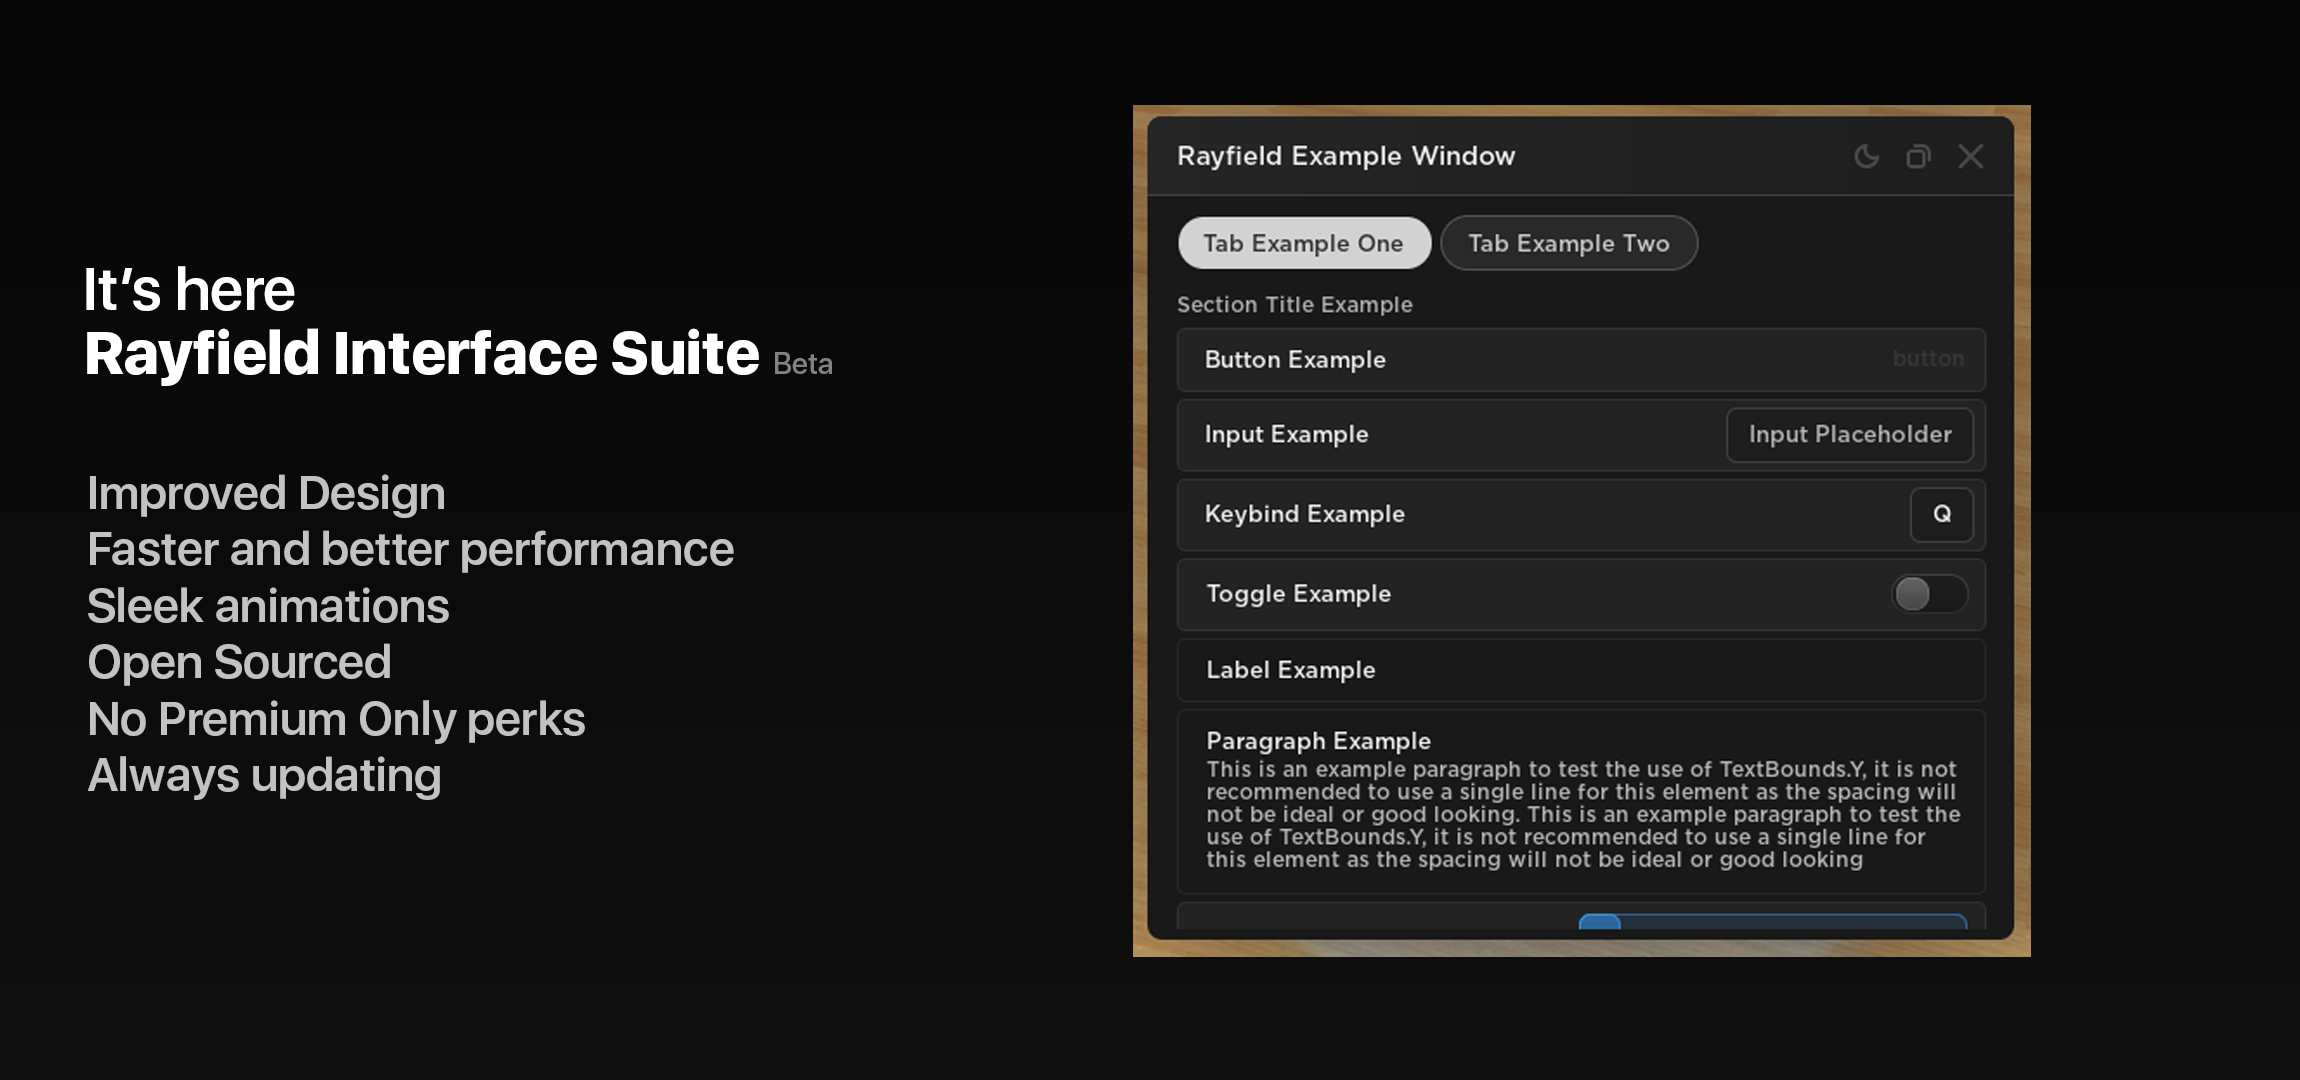 It’s here
Rayfield Interface Suite Beta
Improved Design
Faster and better performance
Sleek animations
Open Sourced
No Premium Only perks
Always updating
Rayfield Example Window
Tab Example One
Tab Example Two
Section Title Example
Button Example
button
Input Example
Input Placeholder
Keybind Example
Q
Toggle Example
Label Example
Paragraph Example
This is an example paragraph to test the use of TextBounds.Y, it is not
recommended to use a single line for this element as the spacing will
not be ideal or good looking. This is an example paragraph to test the
use of TextBounds.Y, it is not recommended to use a single line for
this element as the spacing will not be ideal or good looking